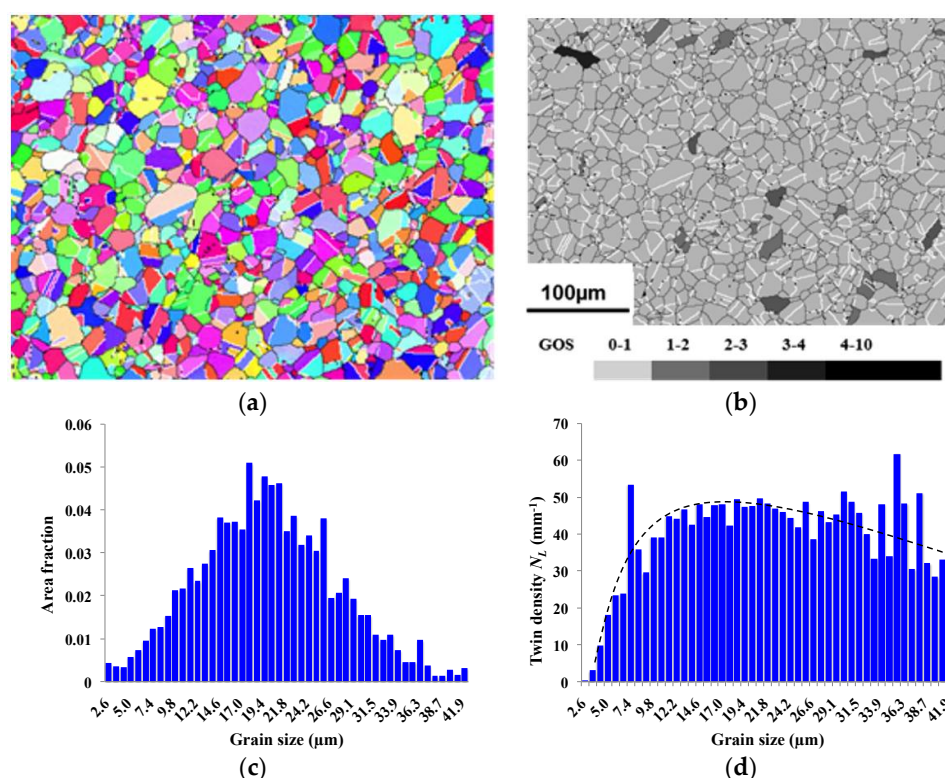 100µm
GOS 0-1 1-2 2-3 3-4 4-10
(a)
(b)
0.06
0.05
0.04
0.03
0.02
0.01
0
Area fraction
2.6 5.0 7.4 9.8 12.2 14.6 17.0 19.4 21.8 24.2 26.6 29.1 31.5 33.9 36.3 38.7 41.9
Grain size (µm)
(c)
70
60
50
40
30
20
10
0
Twin density N_L (mm⁻¹)
2.6 5.0 7.4 9.8 12.2 14.6 17.0 19.4 21.8 24.2 26.6 29.1 31.5 33.9 36.3 38.7 41.9
Grain size (µm)
(d)